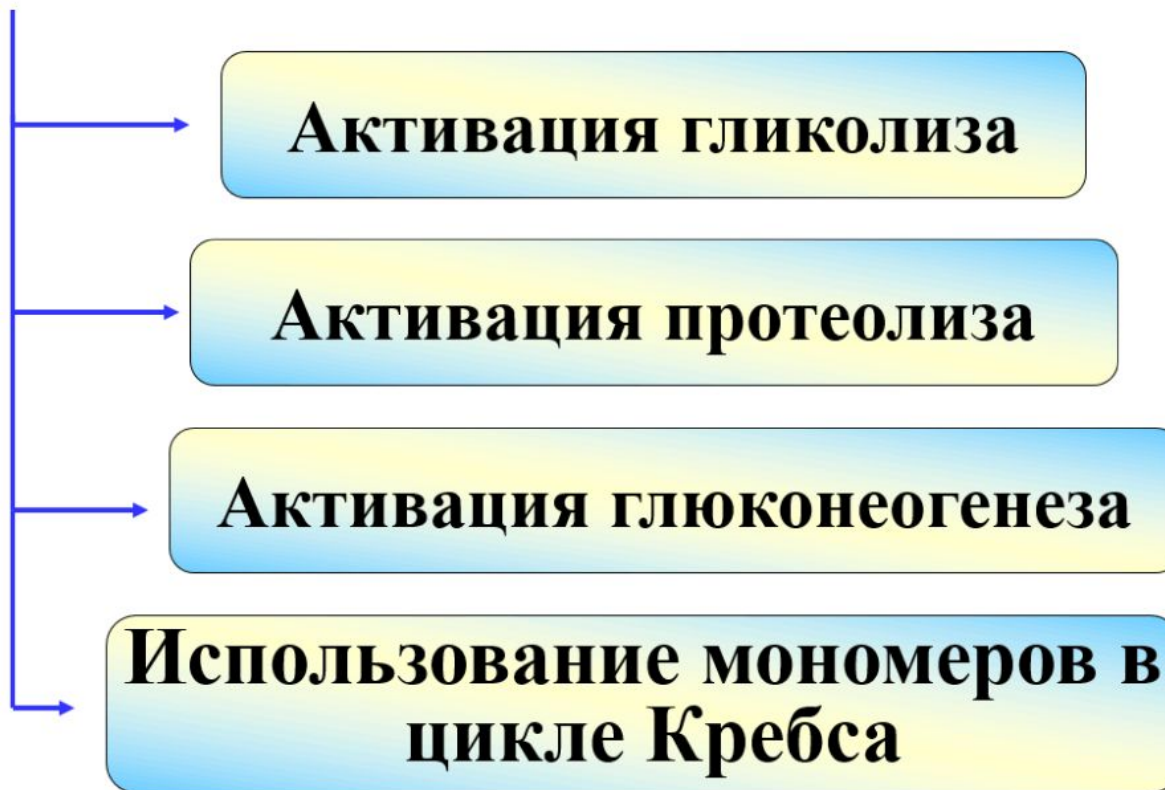 Активация гликолиза
Активация протеолиза
Активация глюконеогенеза
Использование мономеров в
цикле Кребса